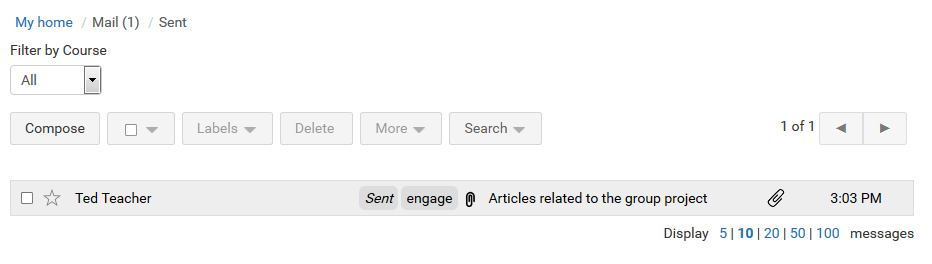 My home / Mail (1) / Sent
Filter by Course
All
Compose Labels Delete More Search 1 of 1
Ted Teacher Sent engage Articles related to the group project 3:03 PM
Display 5 | 10 | 20 | 50 | 100 messages